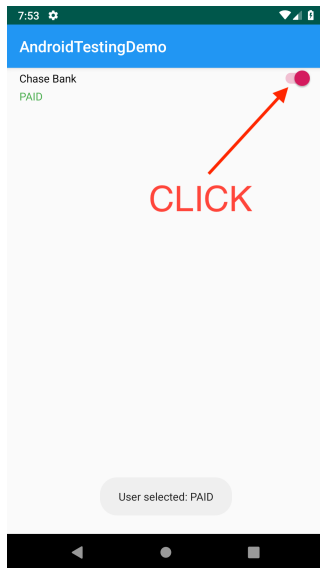 7:53
AndroidTestingDemo
Chase Bank
PAID
CLICK
User selected: PAID